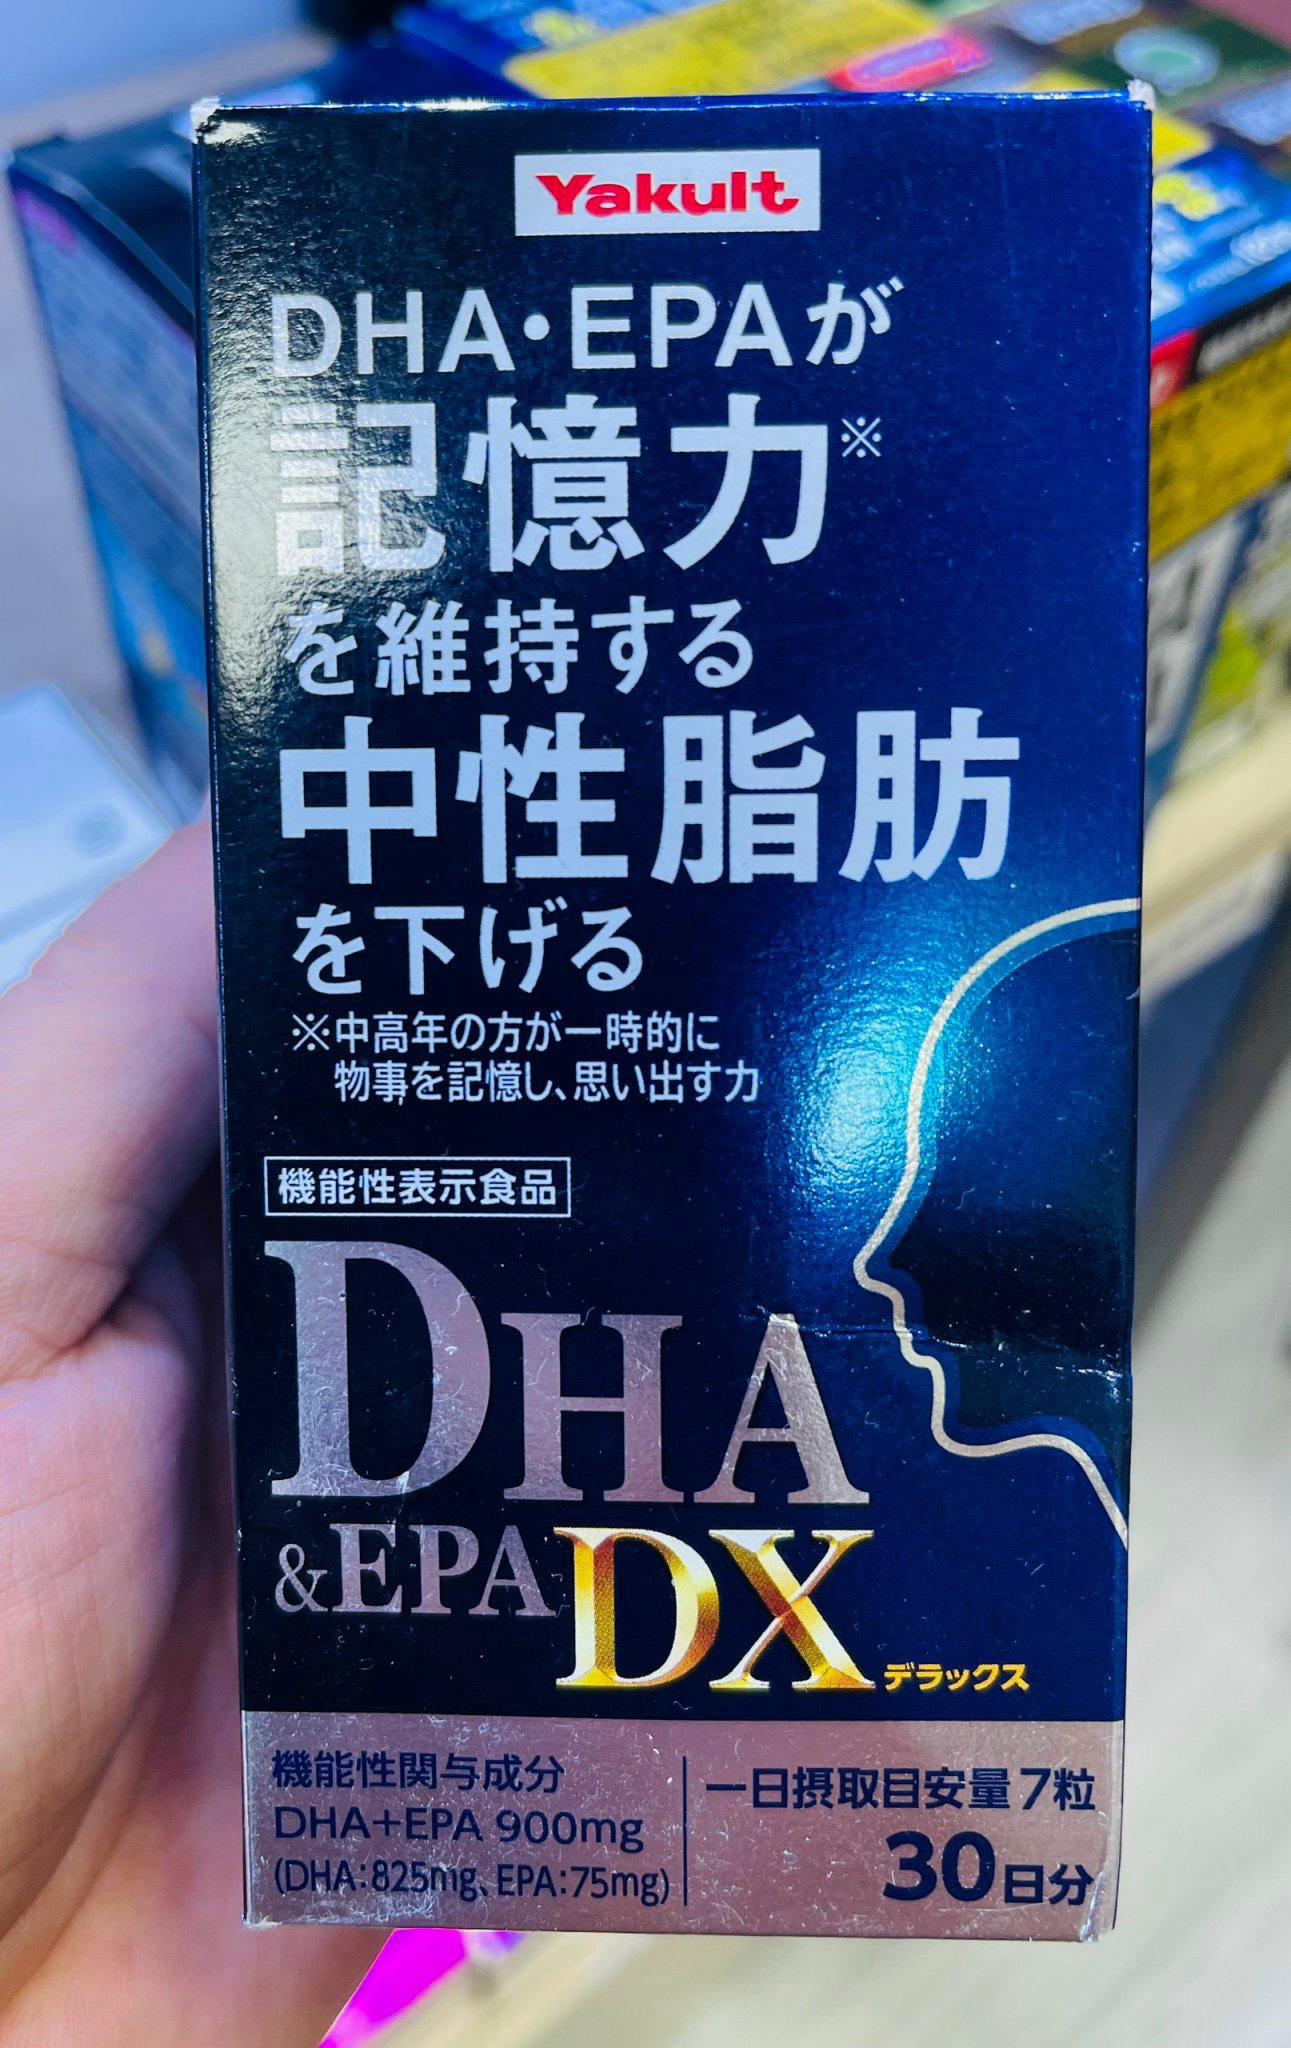 Yakult
DHA・EPAが
記憶力※
を維持する
中性脂肪
を下げる
※中高年の方が一時的に
物事を記憶し、思い出す力
機能性表示食品
DHA
&EPA DX デラックス
機能性関与成分
DHA+EPA 900mg
(DHA:825mg、EPA:75mg)
一日摂取目安量7粒
30日分